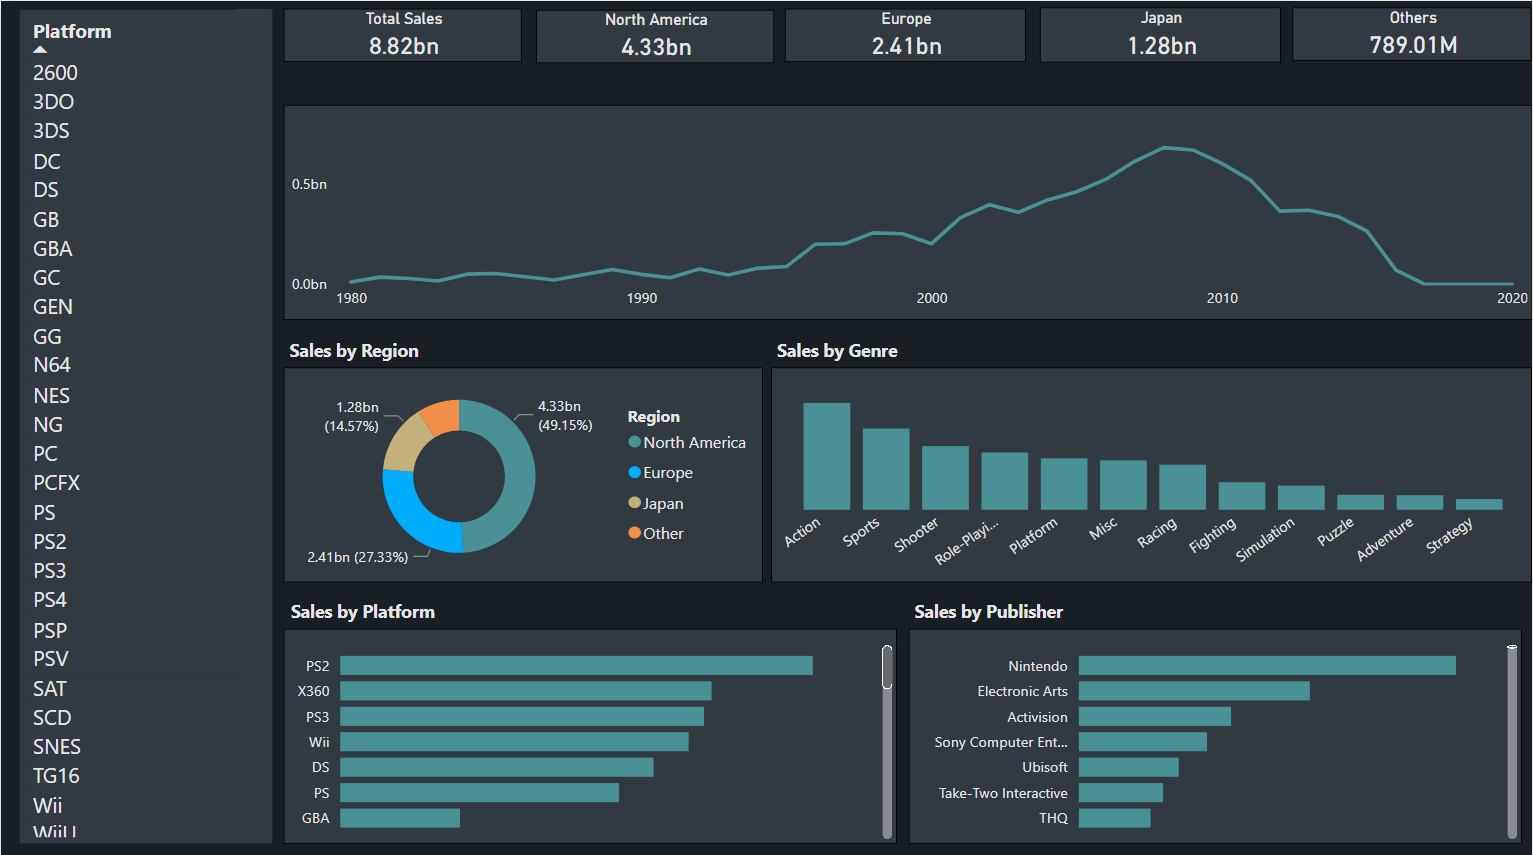 Platform
2600
3DO
3DS
DC
DS
GB
GBA
GC
GEN
GG
N64
NES
NG
PC
PCFX
PS
PS2
PS3
PS4
PSP
PSV
SAT
SCD
SNES
TG16
Wii
WiiU
Total Sales
8.82bn
North America
4.33bn
Europe
2.41bn
Japan
1.28bn
Others
789.01M
0.5bn
0.0bn
1980
1990
2000
2010
2020
Sales by Region
1.28bn
(14.57%)
4.33bn
(49.15%)
2.41bn (27.33%)
Region
North America
Europe
Japan
Other
Sales by Genre
Action
Sports
Shooter
Role-Playi...
Platform
Misc
Racing
Fighting
Simulation
Puzzle
Adventure
Strategy
Sales by Platform
PS2
X360
PS3
Wii
DS
PS
GBA
Sales by Publisher
Nintendo
Electronic Arts
Activision
Sony Computer Ent...
Ubisoft
Take-Two Interactive
THQ